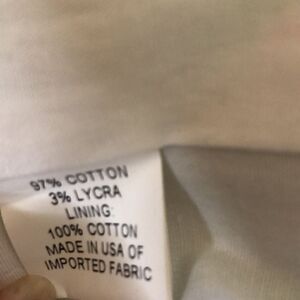 97% COTTON
3% LYCRA
LINING:
100% COTTON
MADE IN USA OF
IMPORTED FABRIC